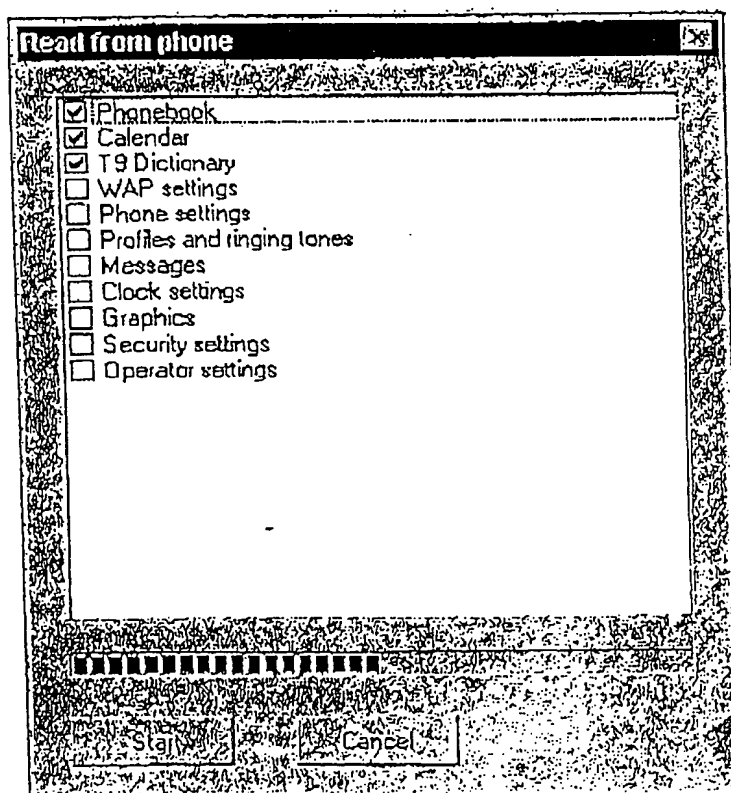 Read from phone
Phonebook
Calendar
T9 Dictionary
WAP settings
Phone settings
Profiles and ringing tones
Messages
Clock settings
Graphics
Security settings
Operator settings
Start
Cancel